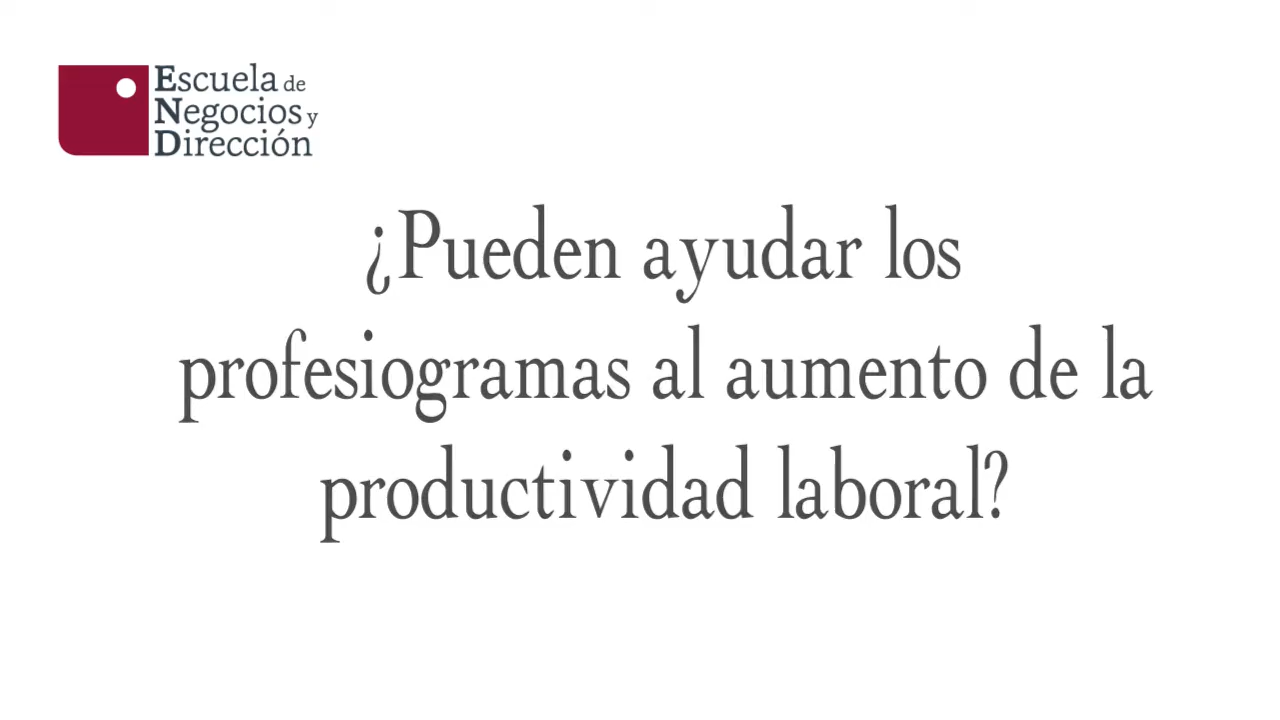 Escuela de
Negocios y
Dirección
¿Pueden ayudar los
profesiogramas al aumento de la
productividad laboral?